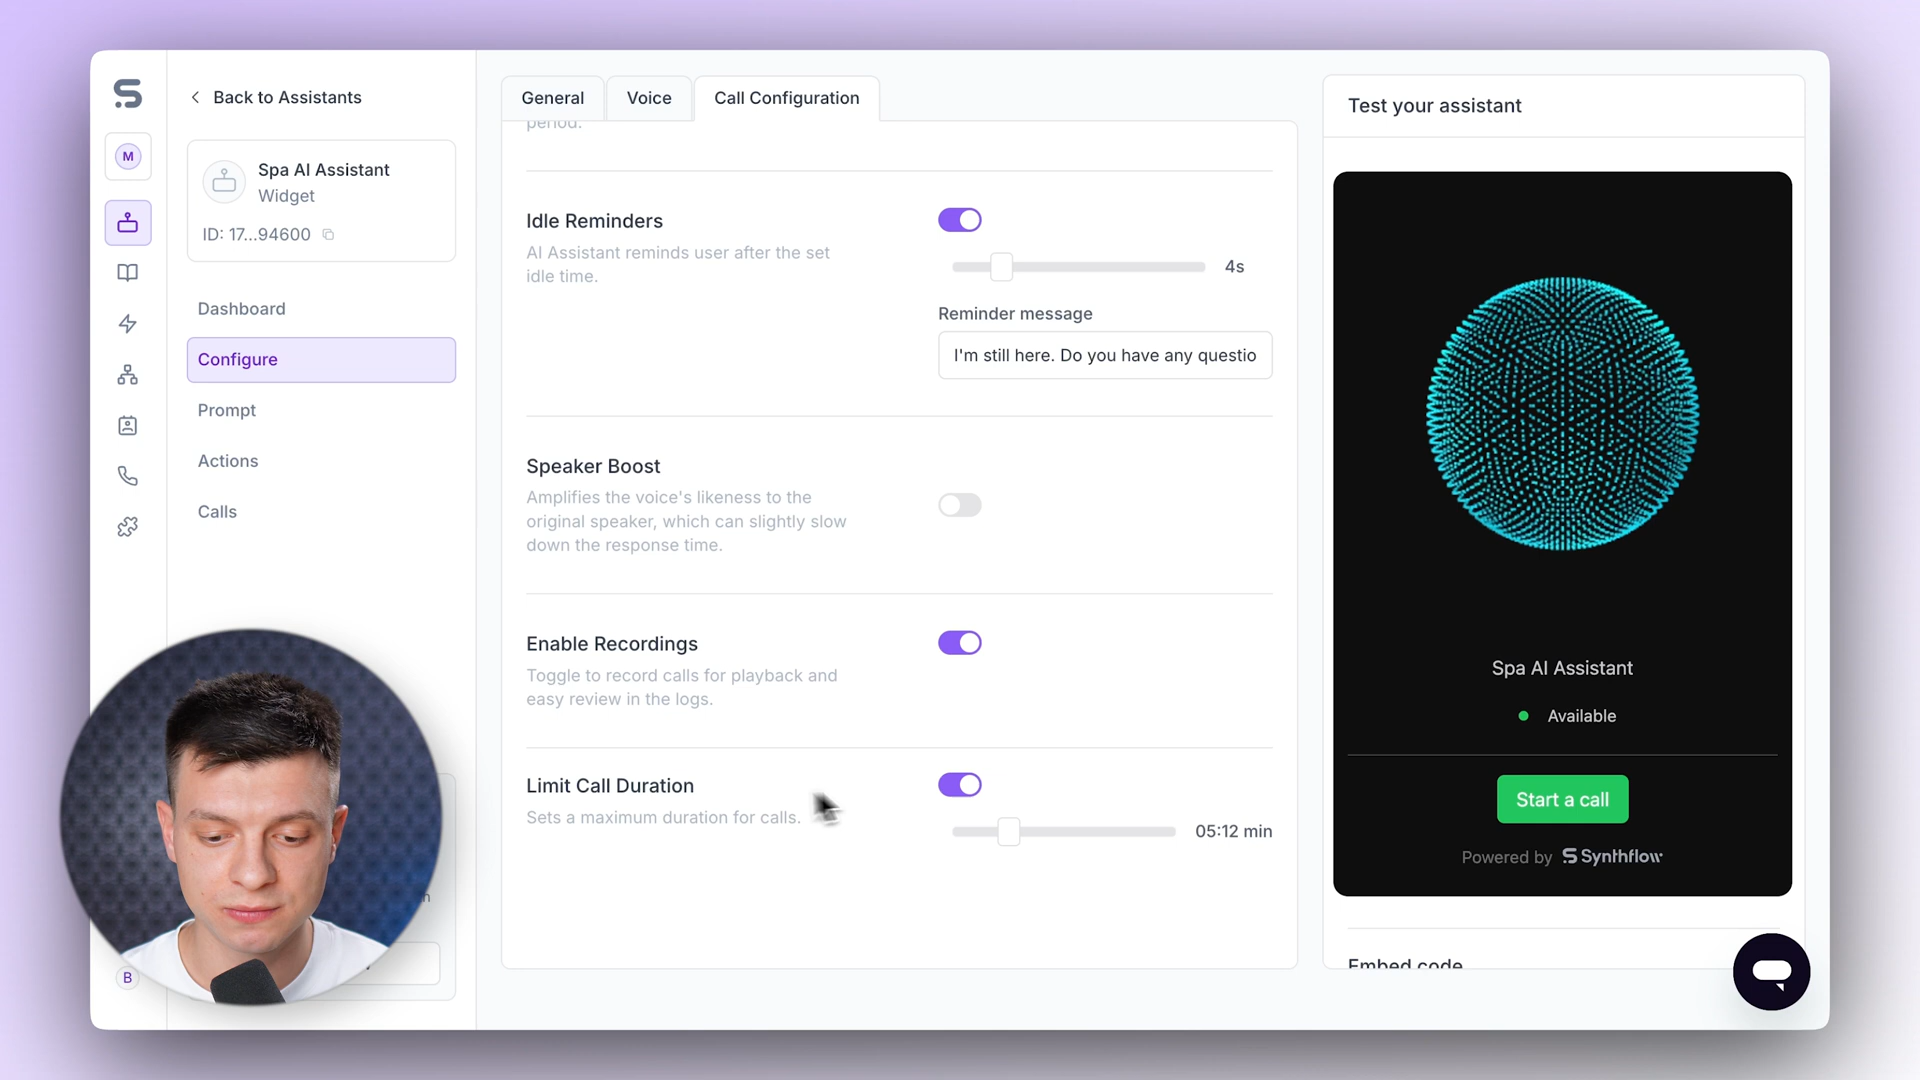 M
B
Back to Assistants
Spa AI Assistant
Widget
ID: 17...94600
Dashboard
Configure
Prompt
Actions
Calls
General
Voice
Call Configuration
period.
Idle Reminders
AI Assistant reminds user after the set
idle time.
4s
Reminder message
I'm still here. Do you have any questio
Speaker Boost
Amplifies the voice's likeness to the
original speaker, which can slightly slow
down the response time.
Enable Recordings
Toggle to record calls for playback and
easy review in the logs.
Limit Call Duration
Sets a maximum duration for calls.
05:12 min
Test your assistant
Spa AI Assistant
Available
Start a call
Powered by Synthflow
Embed code